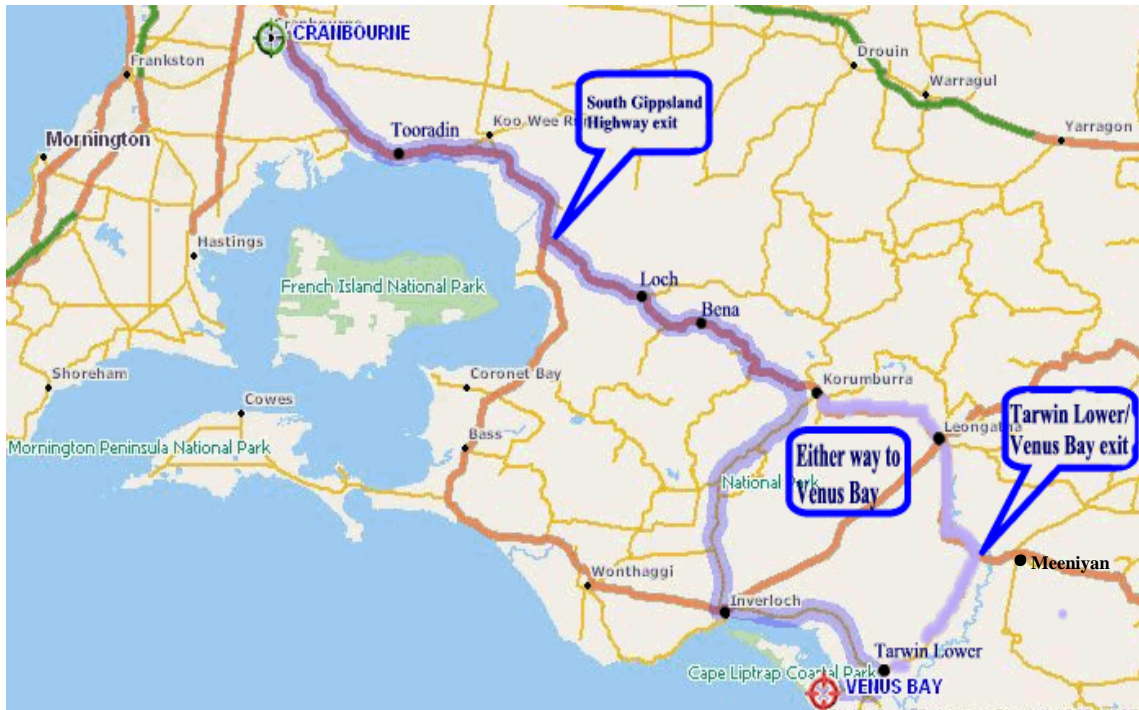 Cranbourne
CRANBOURNE
Frankston
Drouin
Warragul
South Gippsland
Highway exit
Koo Wee Ru
Mornington
Tooradin
Yarragon
Hastings
French Island National Park
Loch
Bena
Shoreham
Coronet Bay
Korumburra
Cowes
Tarwin Lower/
Venus Bay exit
Leongatha
Mornington Peninsula National Park
Bass
Either way to
Venus Bay
National Park
Meeniyan
Wonthaggi
Inverloch
Tarwin Lower
Cape Liptrap Coastal Park
VENUS BAY